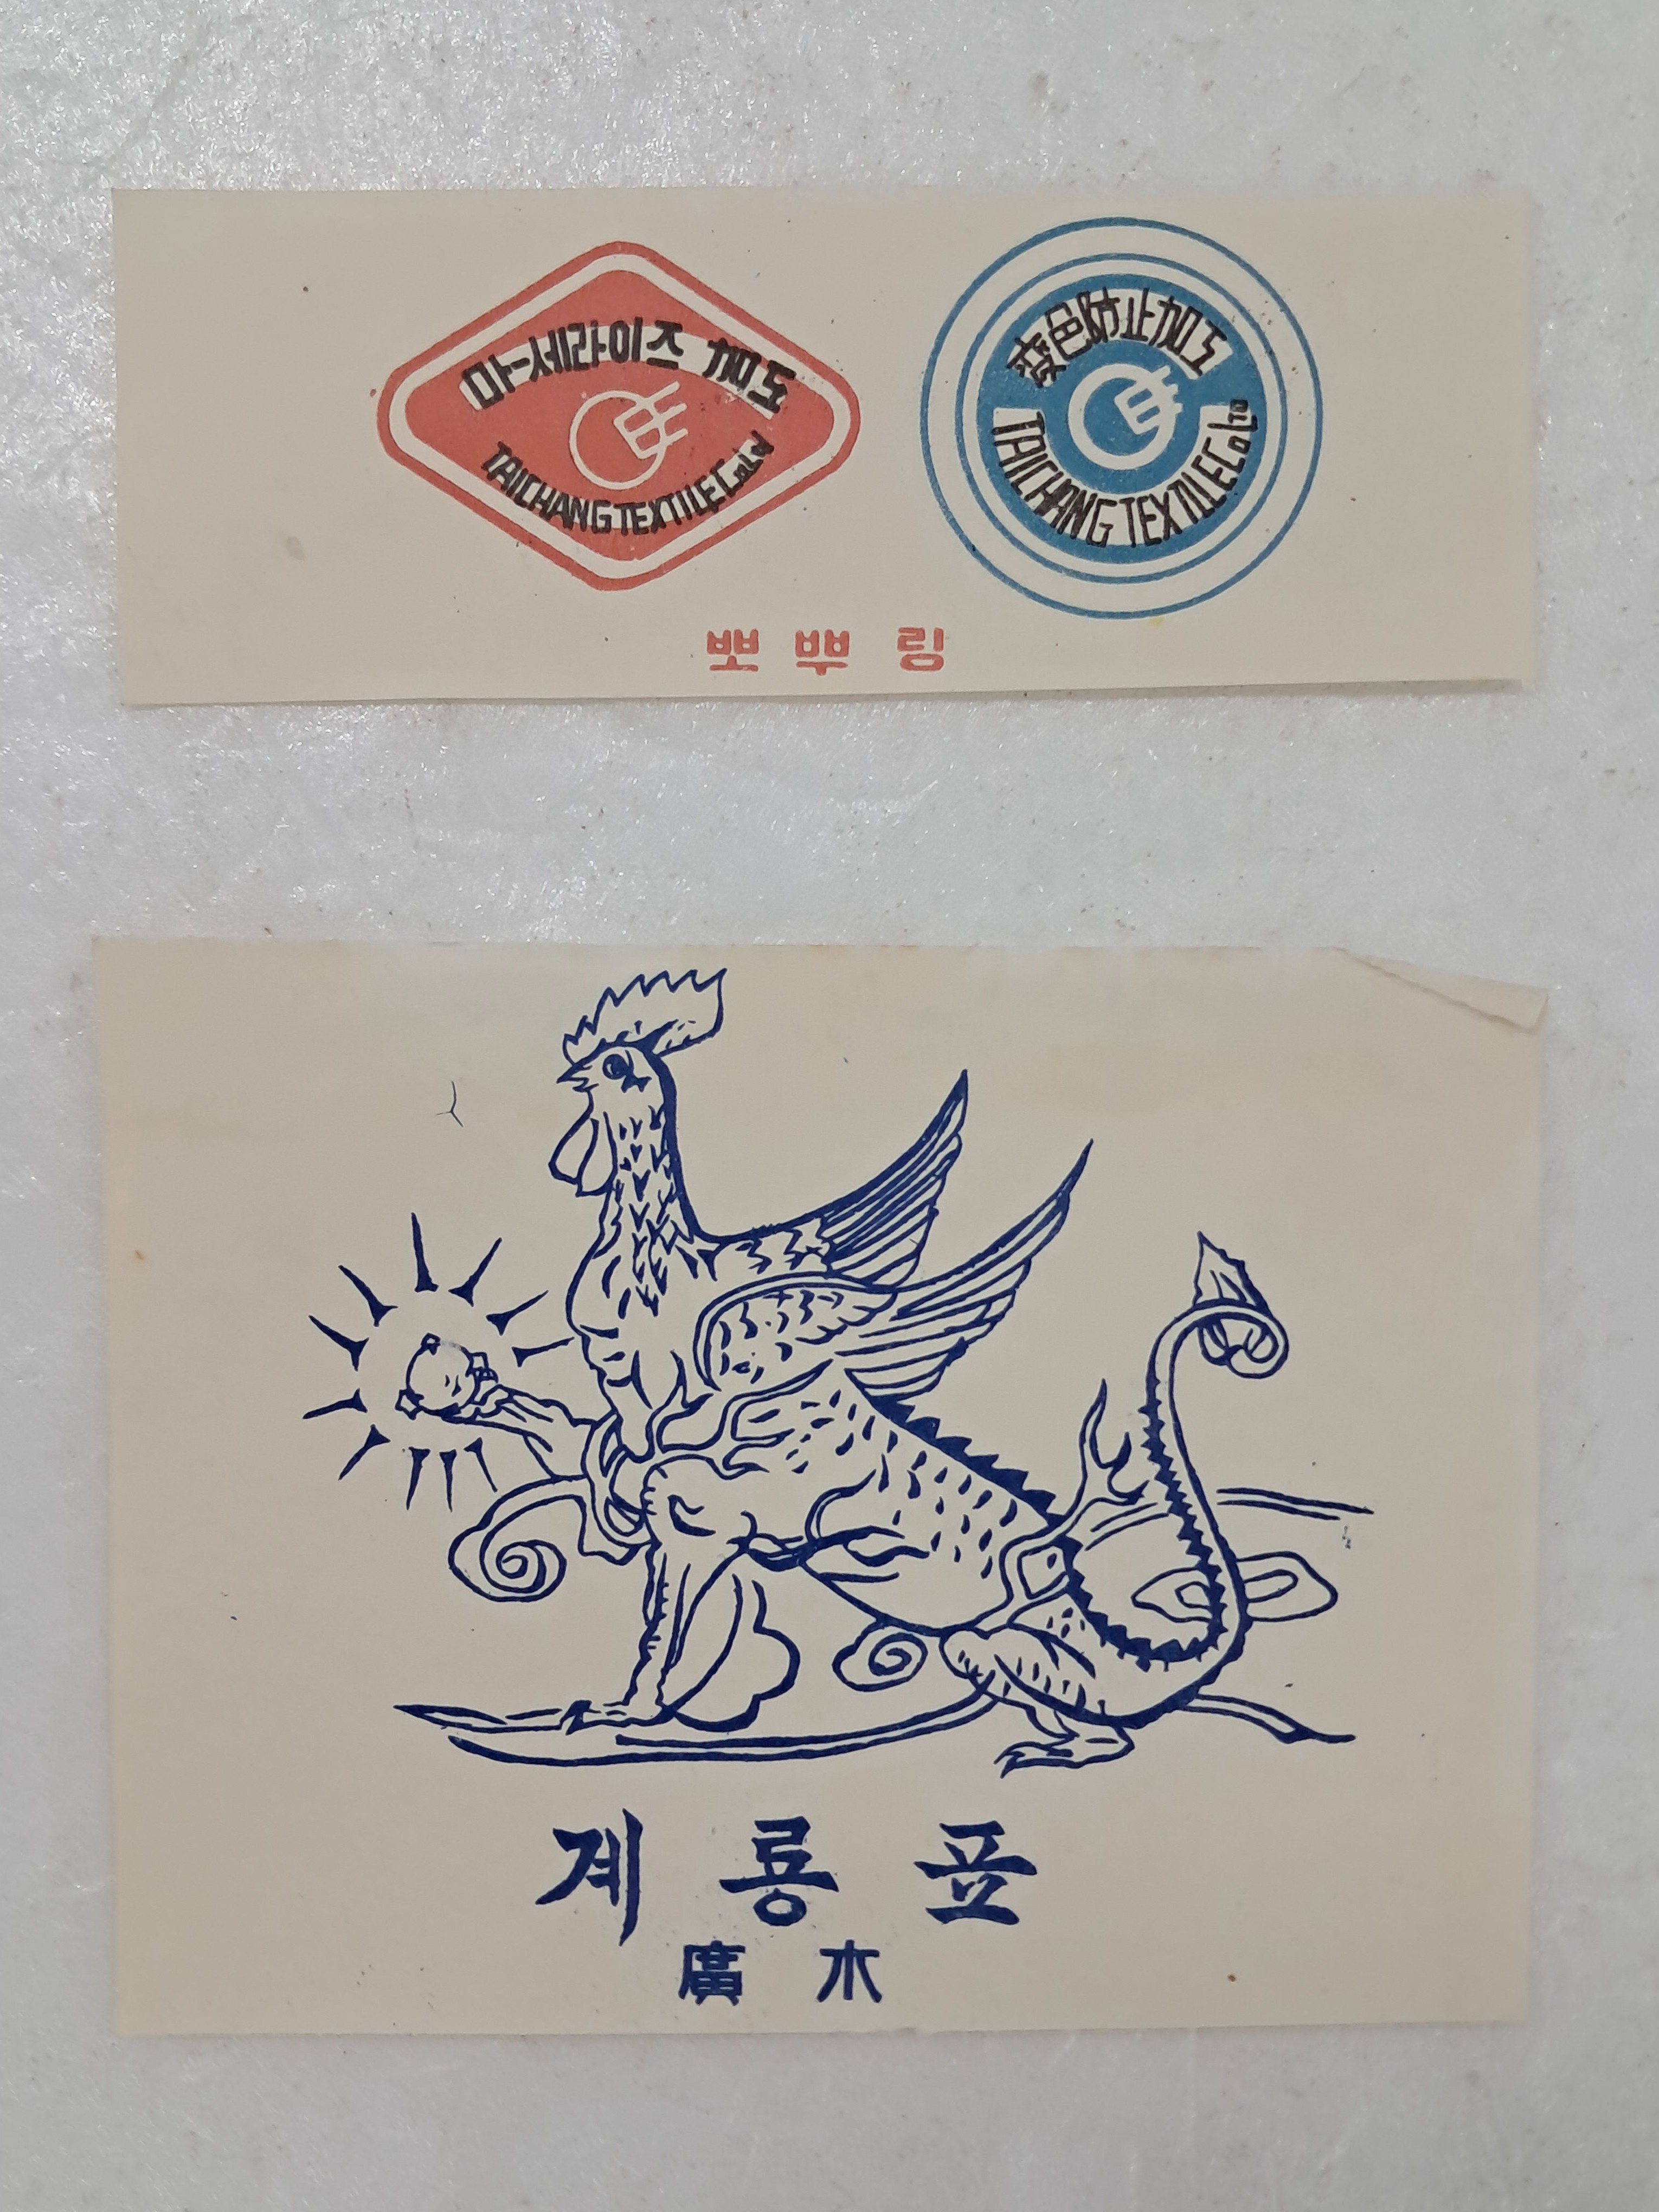 마-세라이즈 加工
TAICHANG TEXTILE Co Ltd
変色防止加工
TAICHANG TEXTILE Co LTD
뽀뿌링
계룡표
廣木